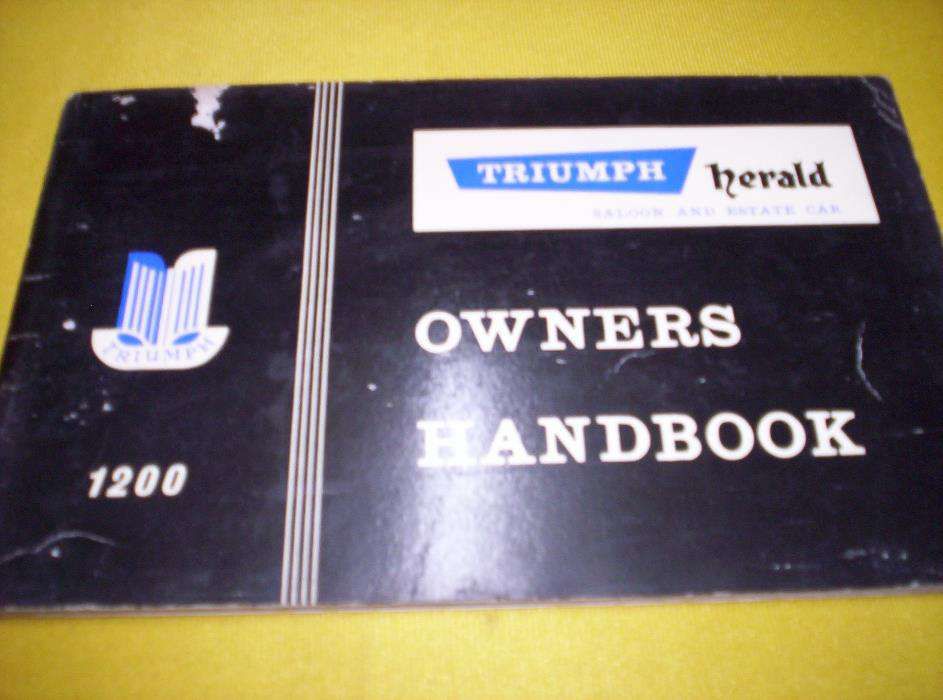 TRIUMPH herald
SALOON AND ESTATE CAR
OWNERS
HANDBOOK
TRIUMPH
1200